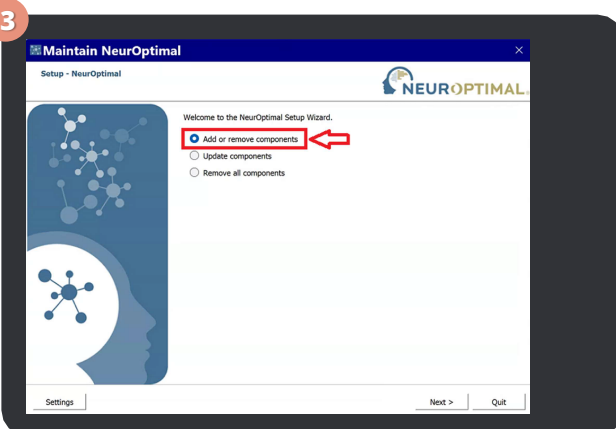 3
Maintain NeurOptimal
Setup - NeurOptimal
NEUROPTIMAL.
Welcome to the NeurOptimal Setup Wizard.
Add or remove components
Update components
Remove all components
Settings
Next >
Quit